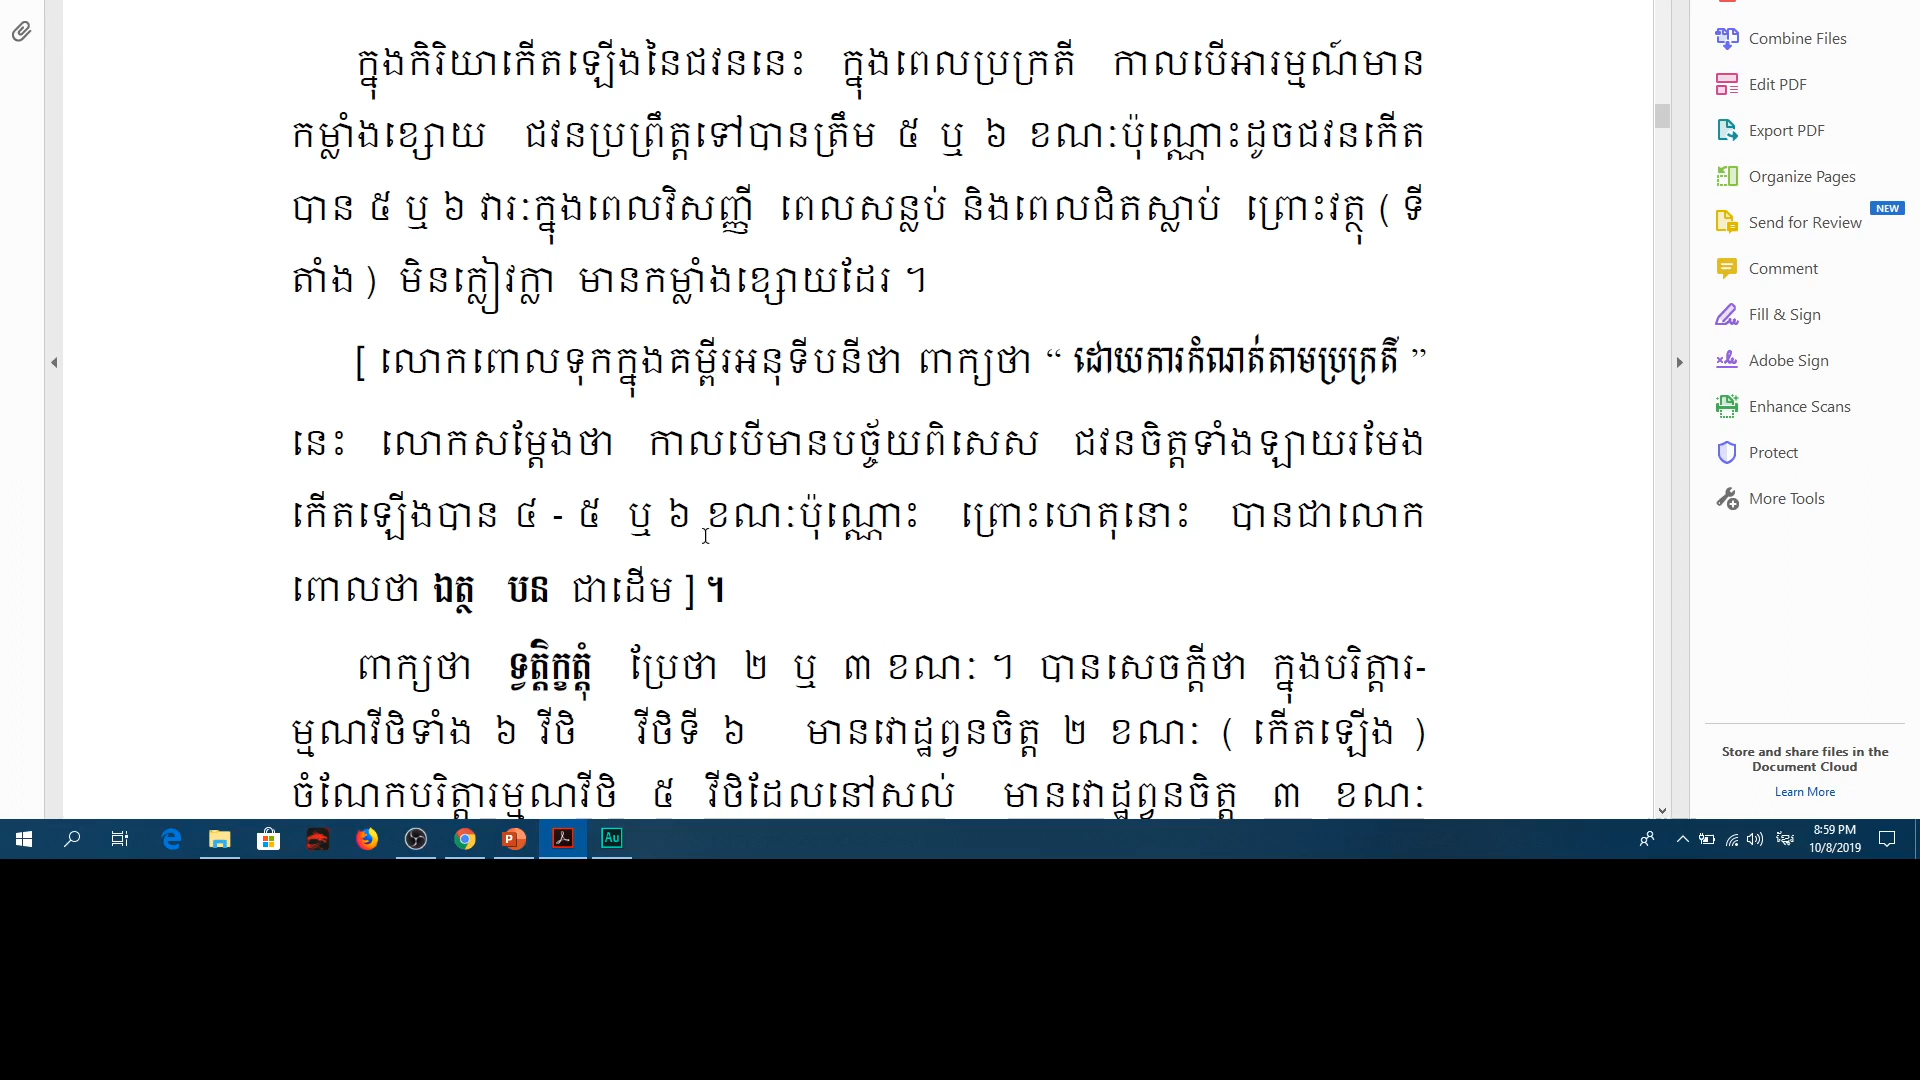 ក្នុងកិរិយាកើតឡើងនៃជវននេះ ក្នុងពេលប្រក្រតី កាលបើអារម្មណ៍មាន
Combine Files
Edit PDF
កម្លាំងខ្សោយ ជវនប្រព្រឹត្តទៅបានត្រឹម ៥ ឬ ៦ ខណៈប៉ុណ្ណោះដូចជវនកើត
Export PDF
Organize Pages
បាន ៥ ឬ ៦ វារៈក្នុងពេលវិសញ្ញី ពេលសន្លប់ និងពេលជិតស្លាប់ ព្រោះវត្ថុ ( ទី
NEW
Send for Review
តាំង ) មិនក្លៀវក្លា មានកម្លាំងខ្សោយដែរ ។
Comment
Fill & Sign
[ លោកពោលទុកក្នុងគម្ពីរអនុទីបនីថា ពាក្យថា “ ដោយការកំណត់តាមប្រក្រតី ”
Adobe Sign
Enhance Scans
នេះ លោកសម្ដែងថា កាលបើមានបច្ច័យពិសេស ជវនចិត្តទាំងឡាយរមែង
Protect
More Tools
កើតឡើងបាន ៤ - ៥ ឬ ៦ ខណៈប៉ុណ្ណោះ ព្រោះហេតុនោះ បានជាលោក
ពោលថា ឯត្ថ បន ជាដើម ] ។
ពាក្យថា ទ្វត្តិក្ខត្តុំ ប្រែថា ២ ឬ ៣ ខណៈ ។ បានសេចក្ដីថា ក្នុងបរិត្តារ-
ម្មណវីថិទាំង ៦ វីថិ វីថិទី ៦ មានវោដ្ឋព្វនចិត្ត ២ ខណៈ ( កើតឡើង )
ចំណែកបរិត្តារម្មណវីថិ ៥ វីថិដែលនៅសល់ មានវោដ្ឋព្វនចិត្ត ៣ ខណៈ
Store and share files in the
Document Cloud
Learn More
8:59 PM
10/8/2019